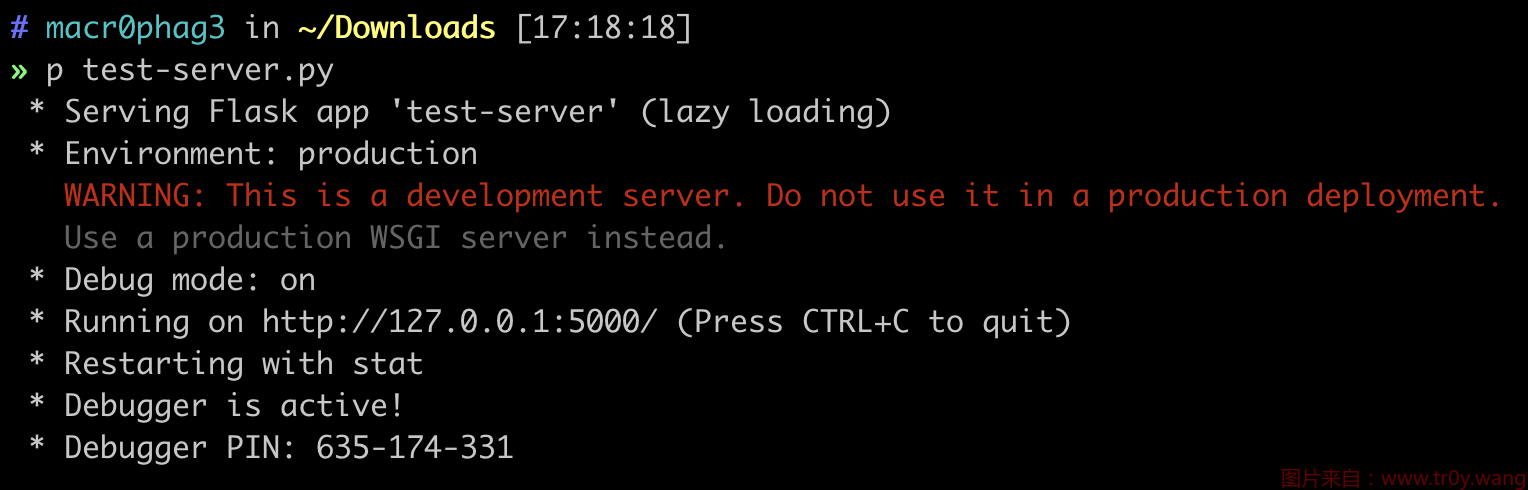 # macr0phag3 in ~/Downloads [17:18:18]
» p test-server.py
* Serving Flask app 'test-server' (lazy loading)
* Environment: production
WARNING: This is a development server. Do not use it in a production deployment.
Use a production WSGI server instead.
* Debug mode: on
* Running on http://127.0.0.1:5000/ (Press CTRL+C to quit)
* Restarting with stat
* Debugger is active!
* Debugger PIN: 635-174-331
图片来自：www.tr0y.wang